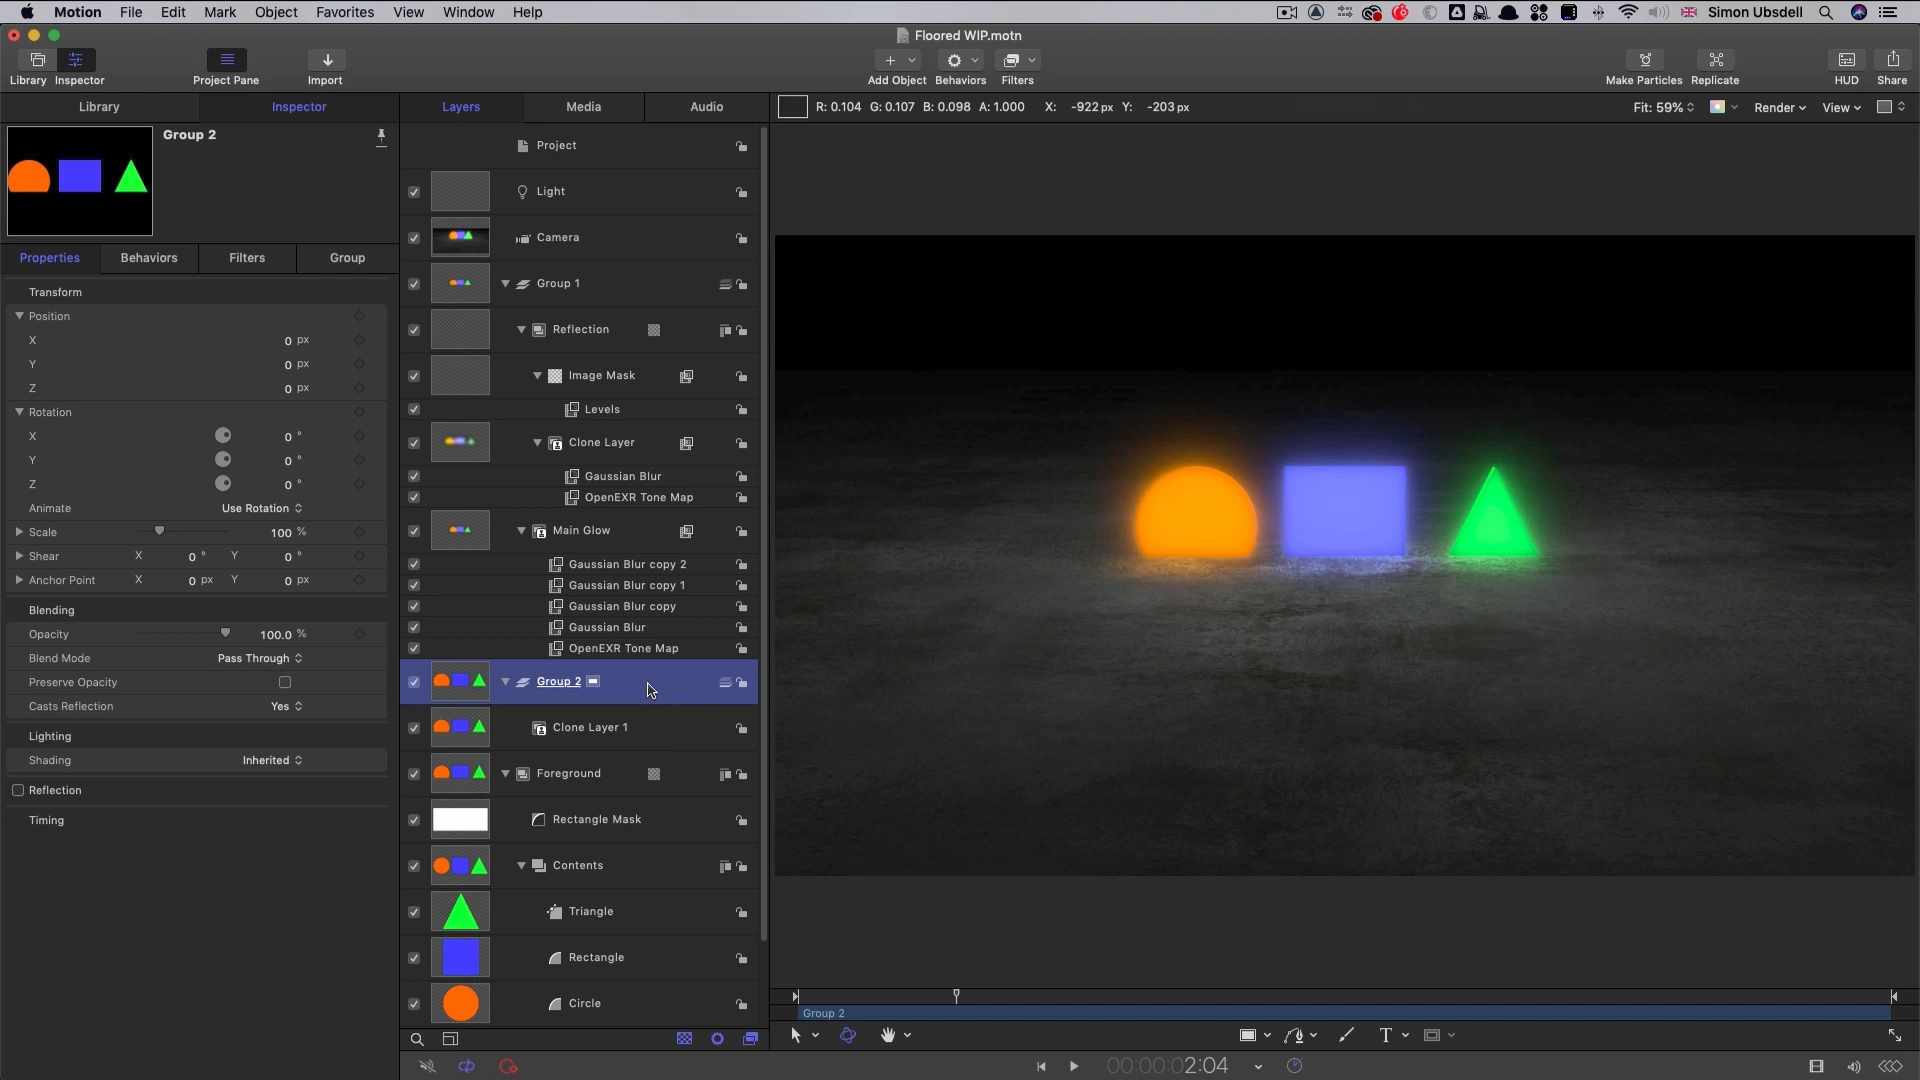 Motion File Edit Mark Object Favorites View Window Help Simon Ubsdell
Floored WIP.motn
Library Inspector Project Pane Import Add Object Behaviors Filters Make Particles Replicate HUD Share
Library Inspector Layers Media Audio R: 0.104 G: 0.107 B: 0.098 A: 1.000 X: -922 px Y: -203 px Fit: 59% Render View
Group 2
Properties Behaviors Filters Group
Transform
Position
X 0 px
Y 0 px
Z 0 px
Rotation
X 0 °
Y 0 °
Z 0 °
Animate Use Rotation
Scale 100 %
Shear X 0 ° Y 0 °
Anchor Point X 0 px Y 0 px
Blending
Opacity 100.0 %
Blend Mode Pass Through
Preserve Opacity
Casts Reflection Yes
Lighting
Shading Inherited
Reflection
Timing
Project
Light
Camera
Group 1
Reflection
Image Mask
Levels
Clone Layer
Gaussian Blur
OpenEXR Tone Map
Main Glow
Gaussian Blur copy 2
Gaussian Blur copy 1
Gaussian Blur copy
Gaussian Blur
OpenEXR Tone Map
Group 2
Clone Layer 1
Foreground
Rectangle Mask
Contents
Triangle
Rectangle
Circle
Group 2
T
00:00:02:04